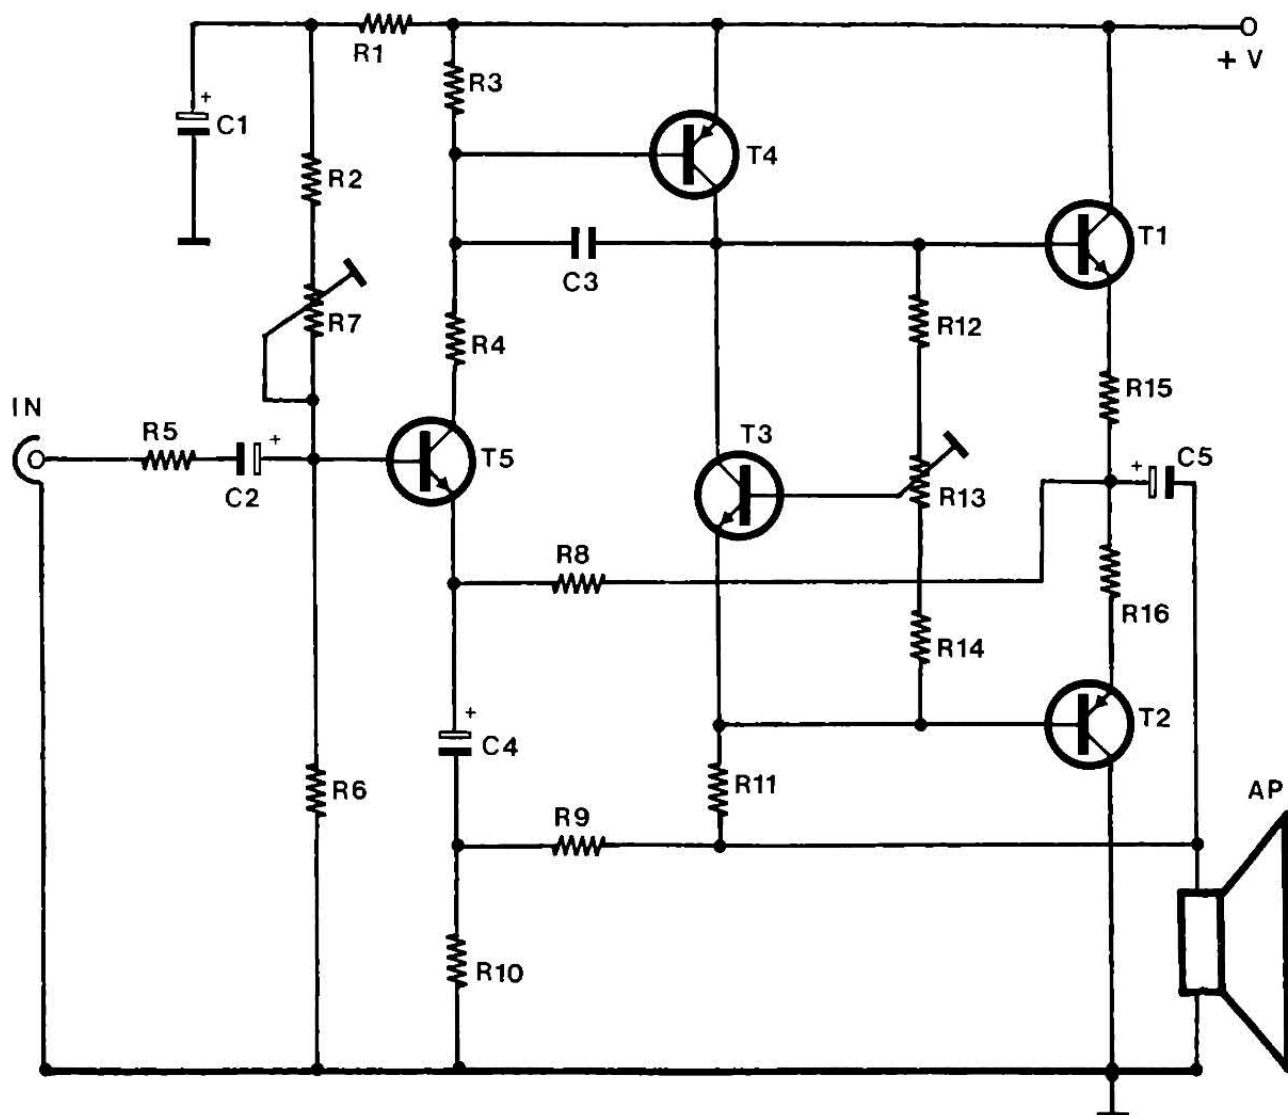 R1
+ V
R3
+
C1
T4
R2
T1
C3
R7
R12
R4
R15
IN
R5
+
C2
T5
T3
R13
+
C5
R8
R16
R14
+
C4
T2
R6
R11
AP
R9
R10